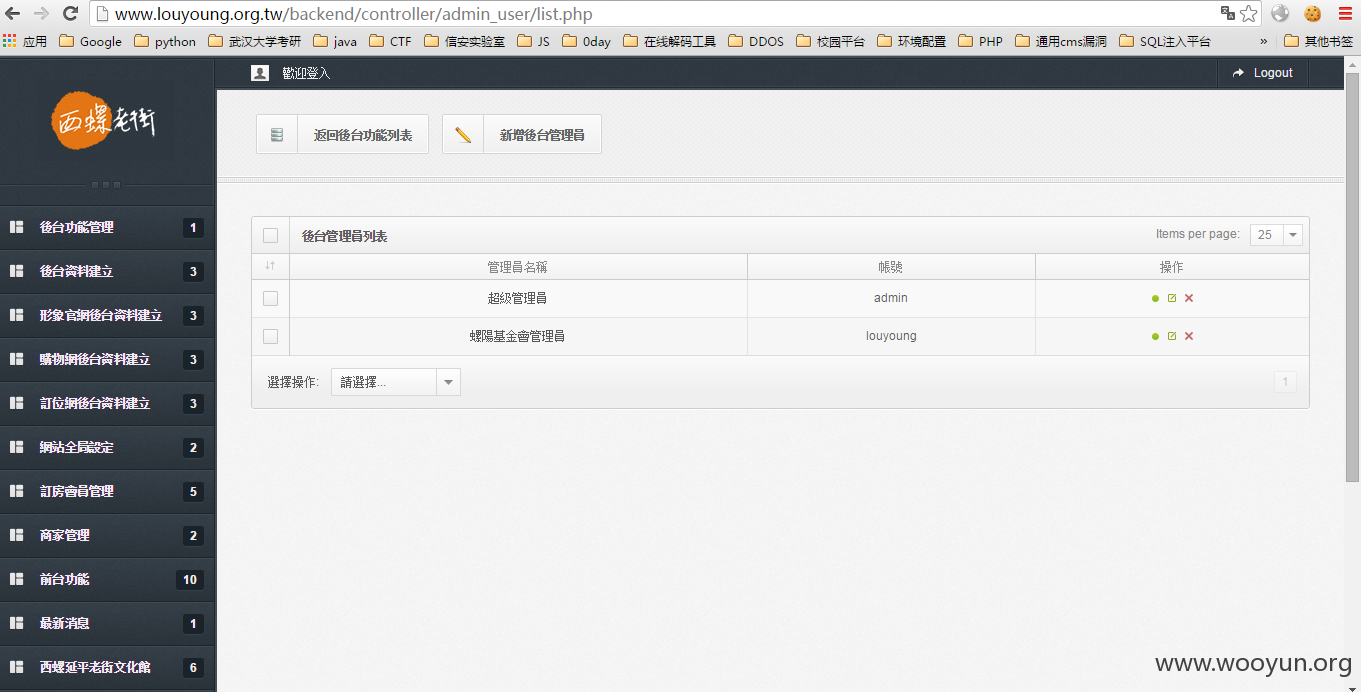 www.louyoung.org.tw/backend/controller/admin_user/list.php
应用 Google python 武汉大学考研 java CTF 信安实验室 JS 0day 在线解码工具 DDOS 校园平台 环境配置 PHP 通用cms漏洞 SQL注入平台 » 其他书签
西螺老街
歡迎登入
Logout
返回後台功能列表
新增後台管理員
後台功能管理 1
後台資料建立 3
形象官網後台資料建立 3
購物網後台資料建立 3
訂位網後台資料建立 3
網站全局設定 2
訂房會員管理 5
商家管理 2
前台功能 10
最新消息 1
西螺延平老街文化館 6
後台管理員列表
Items per page: 25
管理員名稱 帳號 操作
超級管理員 admin
螺陽基金會管理員 louyoung
選擇操作: 請選擇...
1
www.wooyun.org